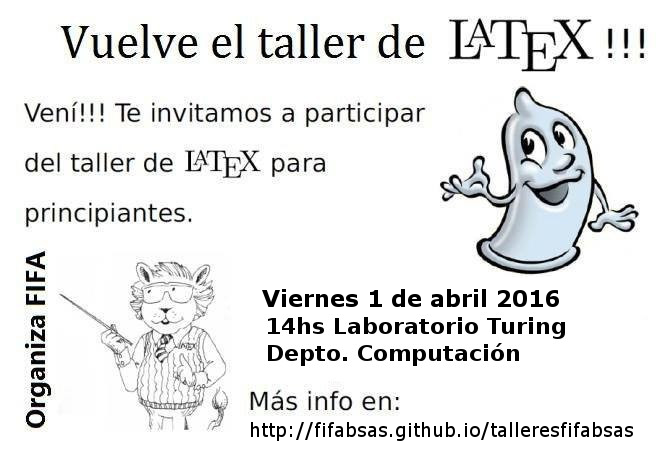 Vuelve el taller de LATEX !!!
Vení!!! Te invitamos a participar
del taller de LATEX para
principiantes.
Organiza FIFA
LATEX
Viernes 1 de abril 2016
14hs Laboratorio Turing
Depto. Computación
Más info en:
http://fifabsas.github.io/talleresfifabsas